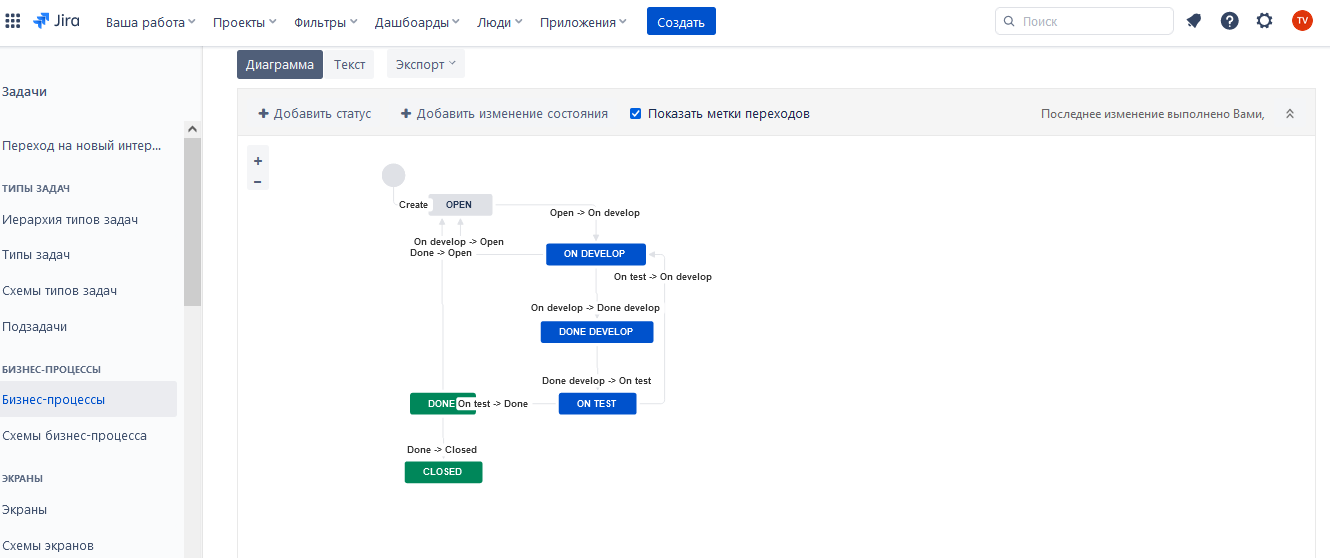 Jira Ваша работа Проекты Фильтры Дашбоарды Люди Приложения Создать Поиск TV
Диаграмма Текст Экспорт
Задачи
Добавить статус Добавить изменение состояния Показать метки переходов Последнее изменение выполнено Вами,
Переход на новый интер...
+
−
ТИПЫ ЗАДАЧ
Иерархия типов задач
Типы задач
Схемы типов задач
Подзадачи
БИЗНЕС-ПРОЦЕССЫ
Бизнес-процессы
Схемы бизнес-процесса
ЭКРАНЫ
Экраны
Схемы экранов
Create OPEN
Open -> On develop
On develop -> Open
Done -> Open
ON DEVELOP
On test -> On develop
On develop -> Done develop
DONE DEVELOP
Done develop -> On test
DONE On test -> Done ON TEST
Done -> Closed
CLOSED